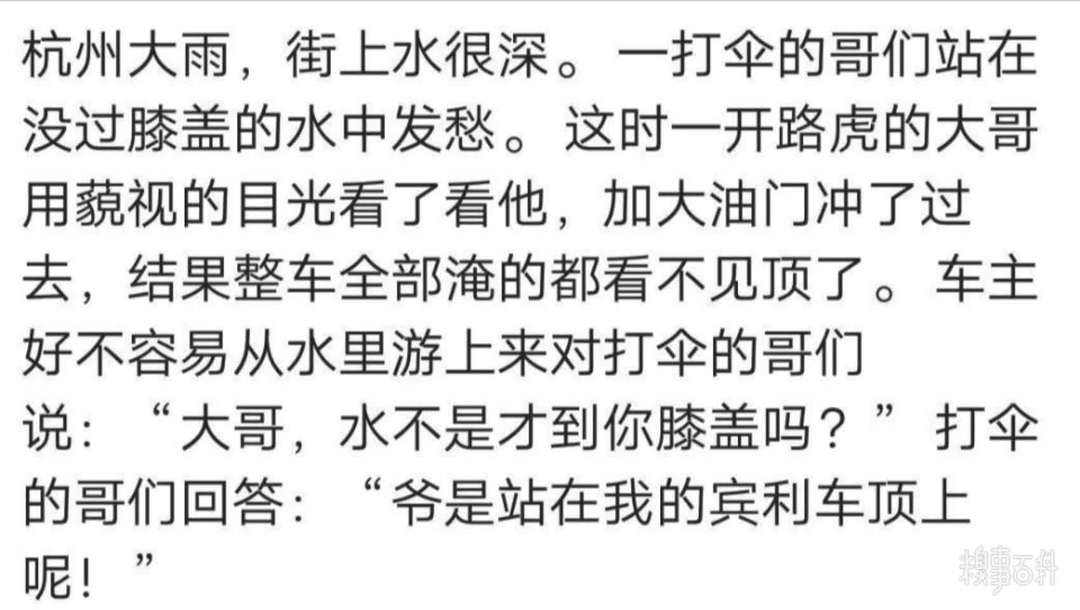 杭州大雨，街上水很深。一打伞的哥们站在
没过膝盖的水中发愁。这时一开路虎的大哥
用藐视的目光看了看他，加大油门冲了过
去，结果整车全部淹的都看不见顶了。车主
好不容易从水里游上来对打伞的哥们
说：“大哥，水不是才到你膝盖吗？”打伞
的哥们回答：“爷是站在我的宾利车顶上
呢！”
糗事百科